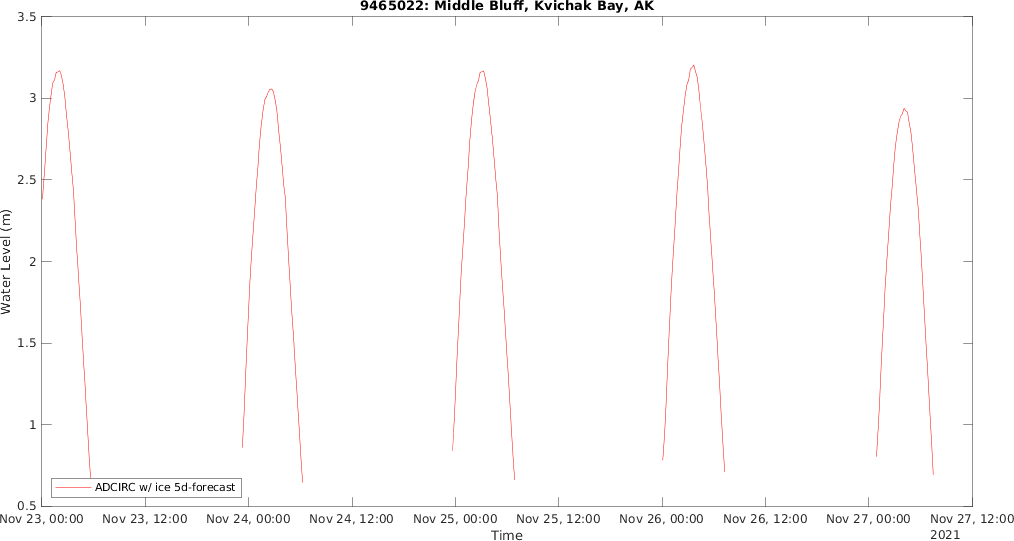 9465022: Middle Bluff, Kvichak Bay, AK
3.5
3
2.5
2
1.5
1
0.5
Water Level (m)
ADCIRC w/ ice 5d-forecast
Nov 23, 00:00 Nov 23, 12:00 Nov 24, 00:00 Nov 24, 12:00 Nov 25, 00:00 Nov 25, 12:00 Nov 26, 00:00 Nov 26, 12:00 Nov 27, 00:00 Nov 27, 12:00
Time
2021